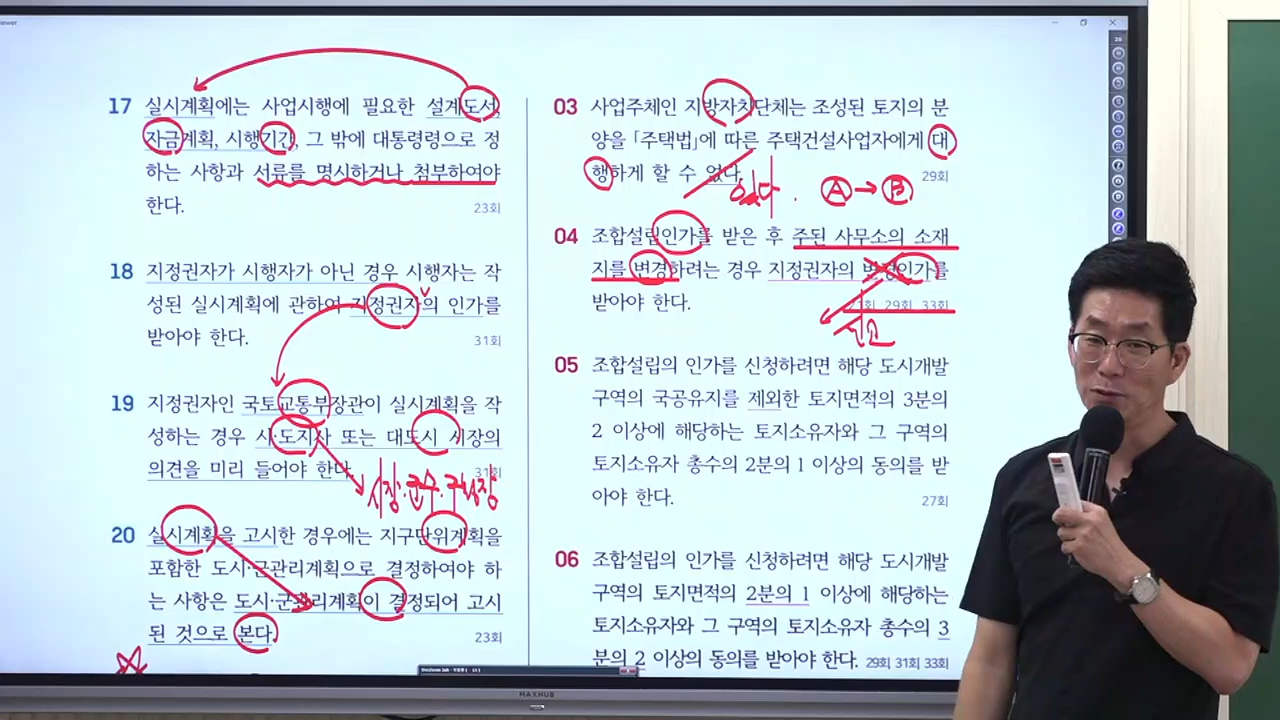 17 실시계획에는 사업시행에 필요한 설계도서,
자금계획, 시행기간, 그 밖에 대통령령으로 정
하는 사항과 서류를 명시하거나 첨부하여야
한다. 23회
18 지정권자가 시행자가 아닌 경우 시행자는 작
성된 실시계획에 관하여 지정권자의 인가를
받아야 한다. 31회
19 지정권자인 국토교통부장관이 실시계획을 작
성하는 경우 시·도지사 또는 대도시 시장의
의견을 미리 들어야 한다. 31회
시장·군수·구청장
20 실시계획을 고시한 경우에는 지구단위계획을
포함한 도시·군관리계획으로 결정하여야 하
는 사항은 도시·군관리계획이 결정되어 고시
된 것으로 본다. 23회
03 사업주체인 지방자치단체는 조성된 토지의 분
양을 「주택법」에 따른 주택건설사업자에게 대
행하게 할 수 없다. 29회
있다. A → B
04 조합설립인가를 받은 후 주된 사무소의 소재
지를 변경하려는 경우 지정권자의 변경인가를
받아야 한다. 21회 29회 33회
신고
05 조합설립의 인가를 신청하려면 해당 도시개발
구역의 국공유지를 제외한 토지면적의 3분의
2 이상에 해당하는 토지소유자와 그 구역의
토지소유자 총수의 2분의 1 이상의 동의를 받
아야 한다. 27회
06 조합설립의 인가를 신청하려면 해당 도시개발
구역의 토지면적의 2분의 1 이상에 해당하는
토지소유자와 그 구역의 토지소유자 총수의 3
분의 2 이상의 동의를 받아야 한다. 29회 31회 33회
MAXHUB